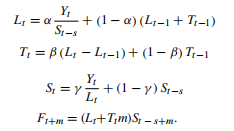 L_t = α Y_t / S_{t−s} + (1 − α) (L_{t−1} + T_{t−1})
T_t = β (L_t − L_{t−1}) + (1 − β) T_{t−1}
S_t = γ Y_t / L_t + (1 − γ) S_{t−s}
F_{t+m} = (L_t+T_t m)S_{t − s+m}.